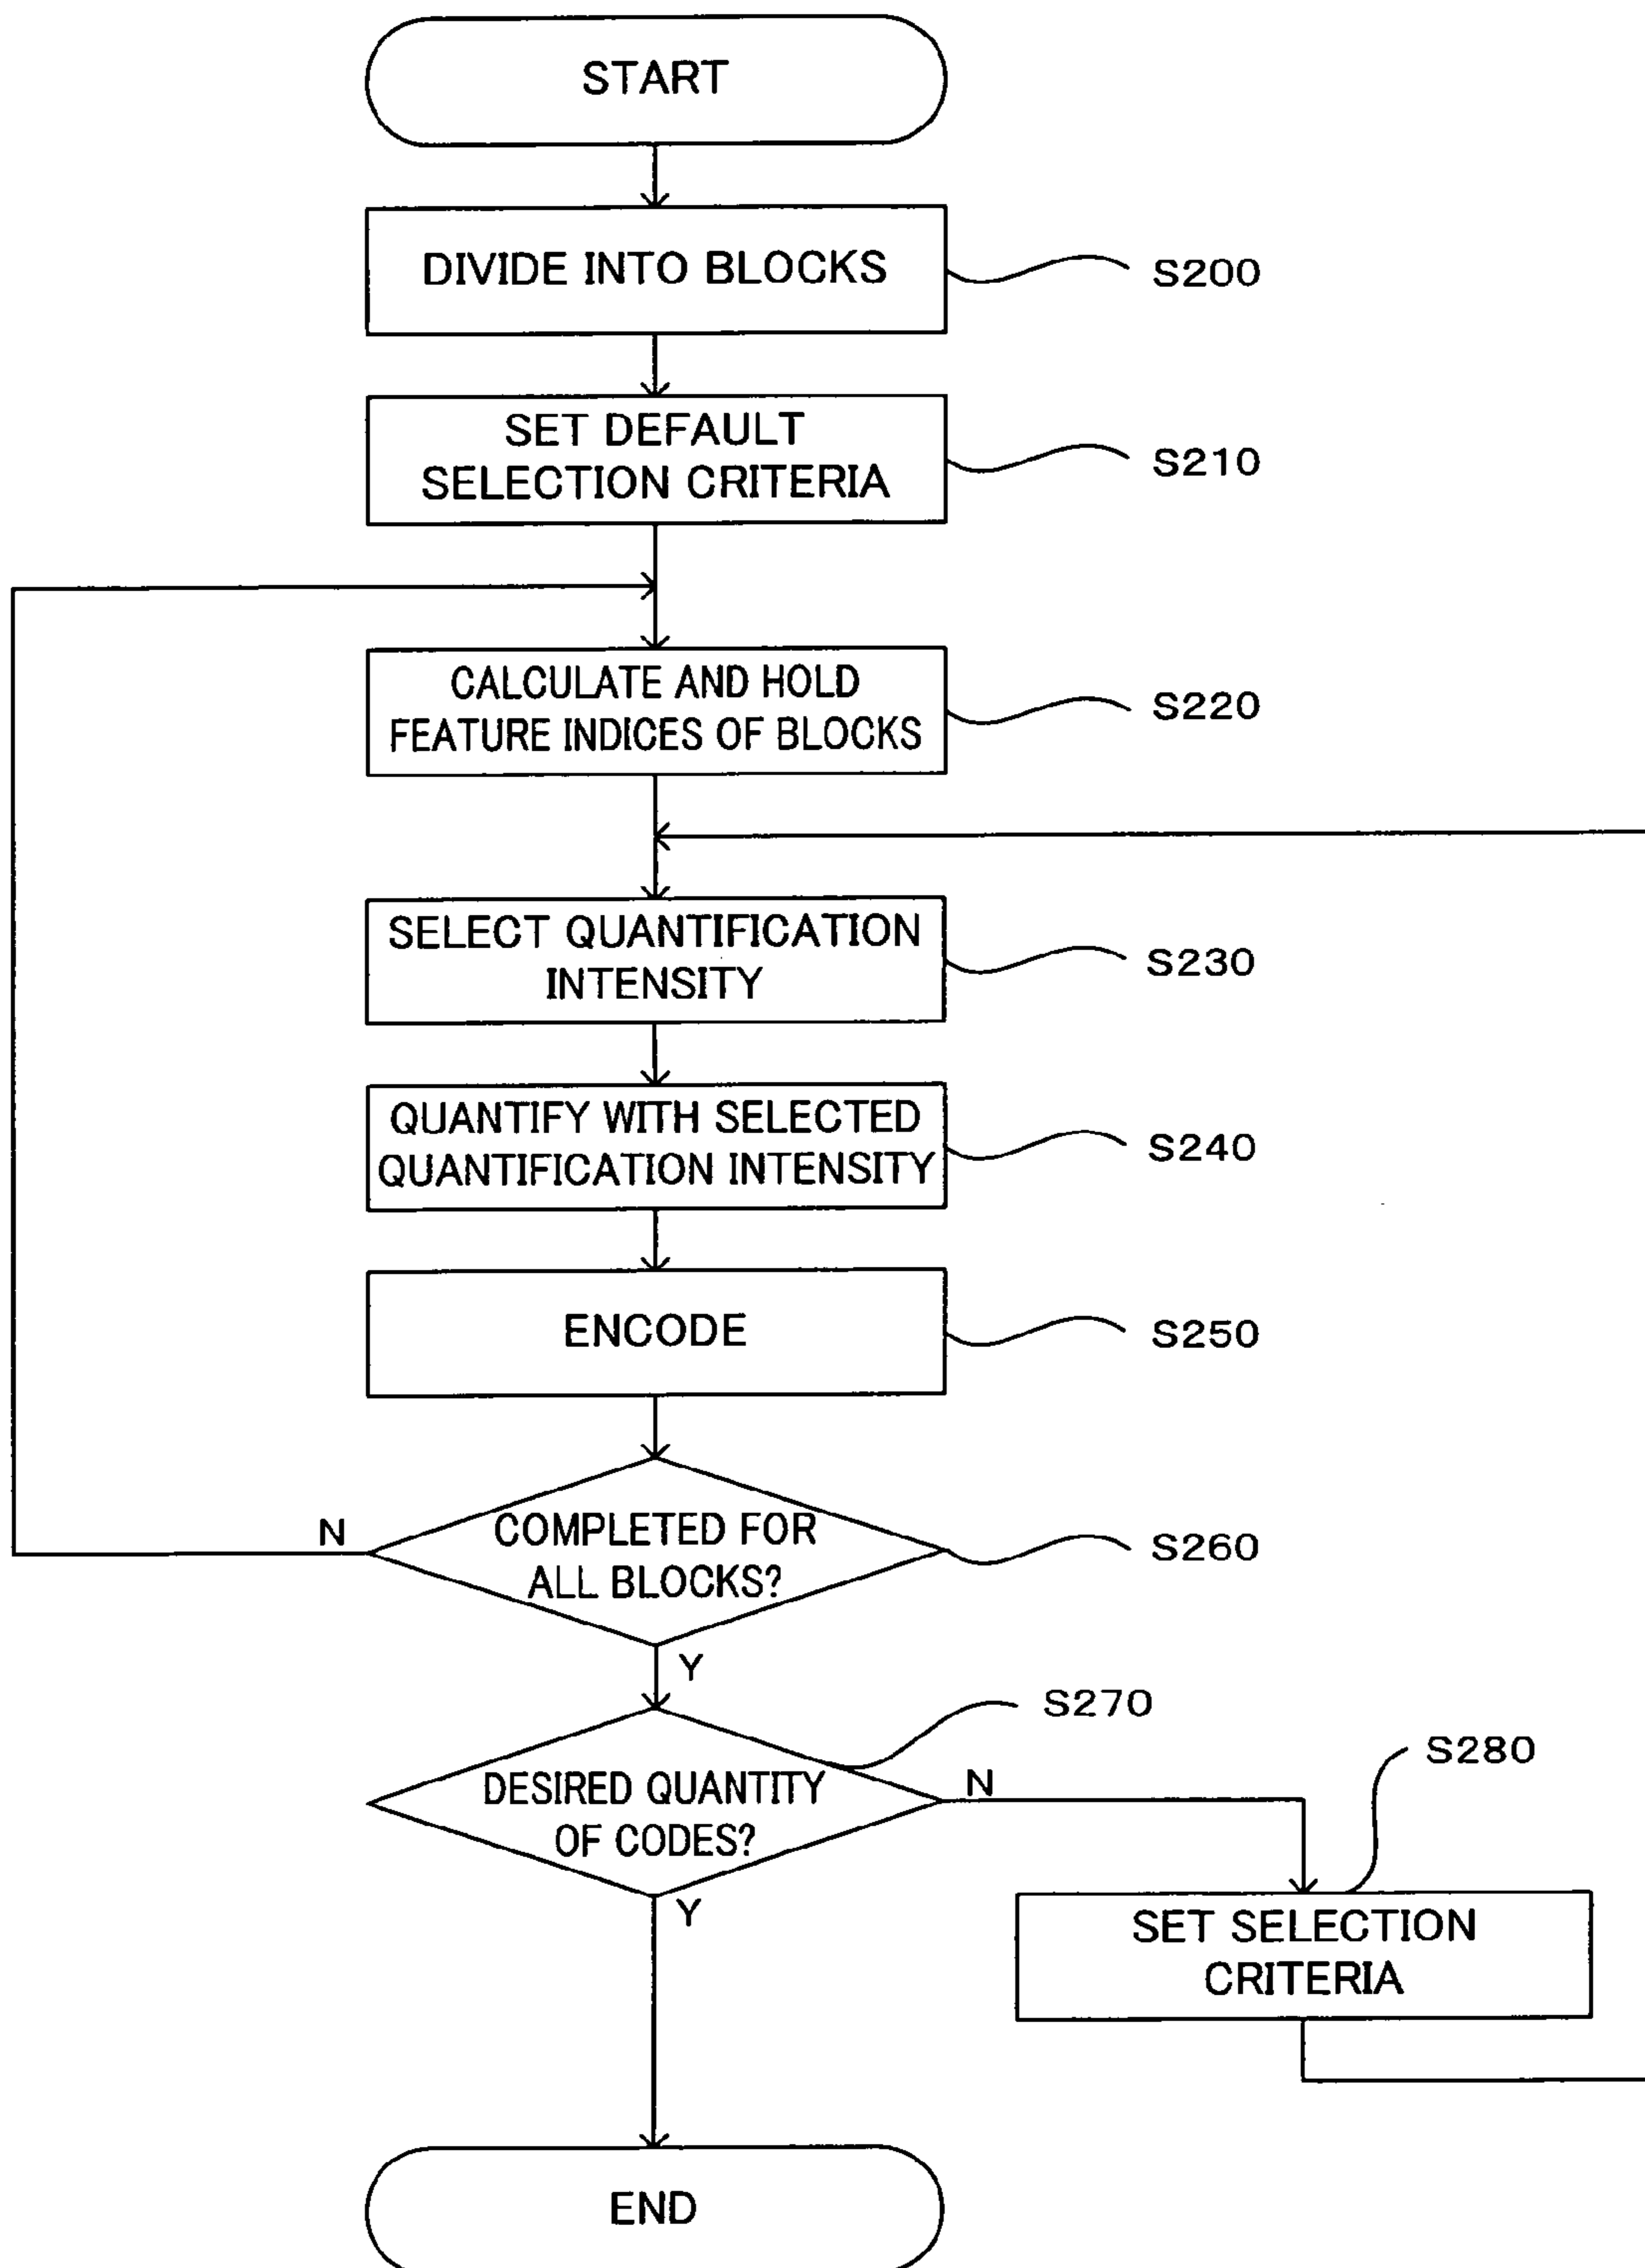 START
DIVIDE INTO BLOCKS
S200
SET DEFAULT
SELECTION CRITERIA
S210
CALCULATE AND HOLD
FEATURE INDICES OF BLOCKS
S220
SELECT QUANTIFICATION
INTENSITY
S230
QUANTIFY WITH SELECTED
QUANTIFICATION INTENSITY
S240
ENCODE
S250
COMPLETED FOR
ALL BLOCKS?
N
S260
Y
S270
DESIRED QUANTITY
OF CODES?
N
S280
Y
SET SELECTION
CRITERIA
END